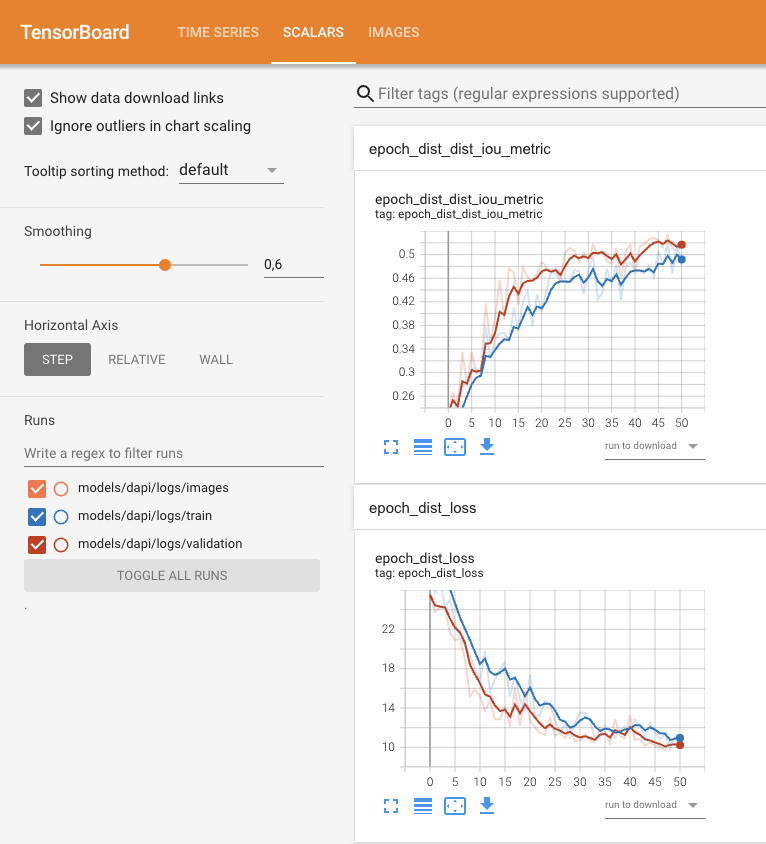 TensorBoard TIME SERIES SCALARS IMAGES
Show data download links
Ignore outliers in chart scaling
Tooltip sorting method: default
Smoothing
0,6
Horizontal Axis
STEP RELATIVE WALL
Runs
Write a regex to filter runs
models/dapi/logs/images
models/dapi/logs/train
models/dapi/logs/validation
TOGGLE ALL RUNS
.
Filter tags (regular expressions supported)
epoch_dist_dist_iou_metric
epoch_dist_dist_iou_metric
tag: epoch_dist_dist_iou_metric
0.5
0.46
0.42
0.38
0.34
0.3
0.26
0 5 10 15 20 25 30 35 40 45 50
run to download
epoch_dist_loss
epoch_dist_loss
tag: epoch_dist_loss
22
18
14
10
0 5 10 15 20 25 30 35 40 45 50
run to download